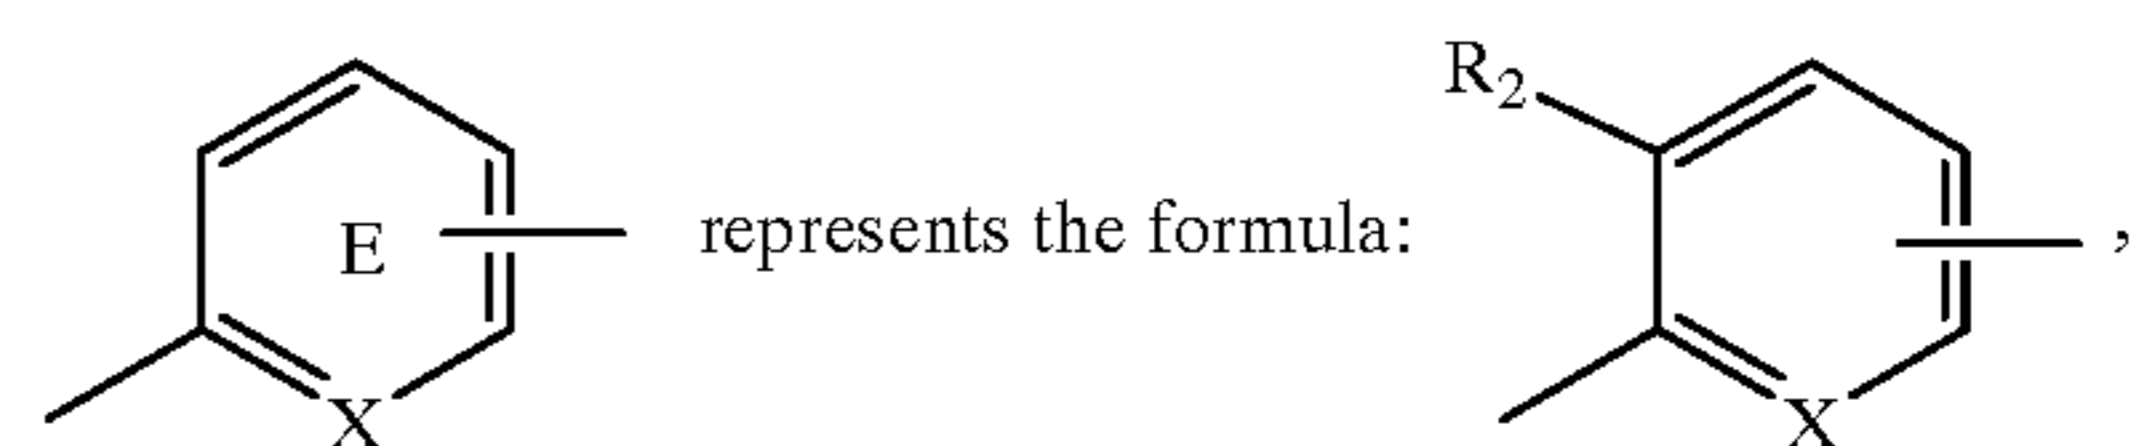 R₂
E represents the formula: ,
X X